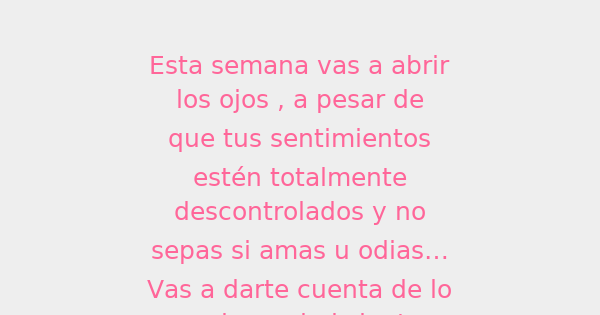 Esta semana vas a abrir
los ojos , a pesar de
que tus sentimientos
estén totalmente
descontrolados y no
sepas si amas u odias...
Vas a darte cuenta de lo